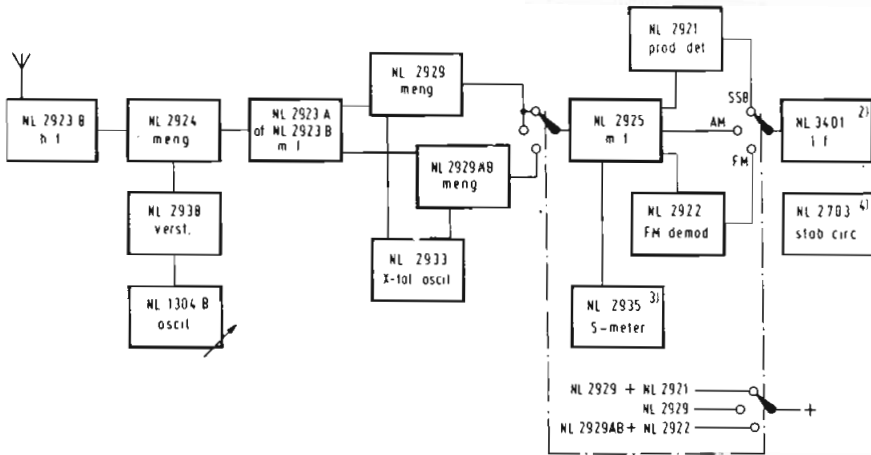 NL 2923 B
h f
NL 2924
meng
NL 2938
verst.
NL 1304 B
oscil
NL 2923 A
of NL 2923 B
m f
NL 2929
meng
NL 2929AB
meng
NL 2933
X-tal oscil
NL 2925
m f
NL 2921
prod det
NL 2922
FM demod
NL 2935 3)
S-meter
SSB
AM
FM
NL 3401 2)
l f
NL 2703 4)
stab circ
NL 2929 + NL 2921
NL 2929
NL 2929AB + NL 2922
+